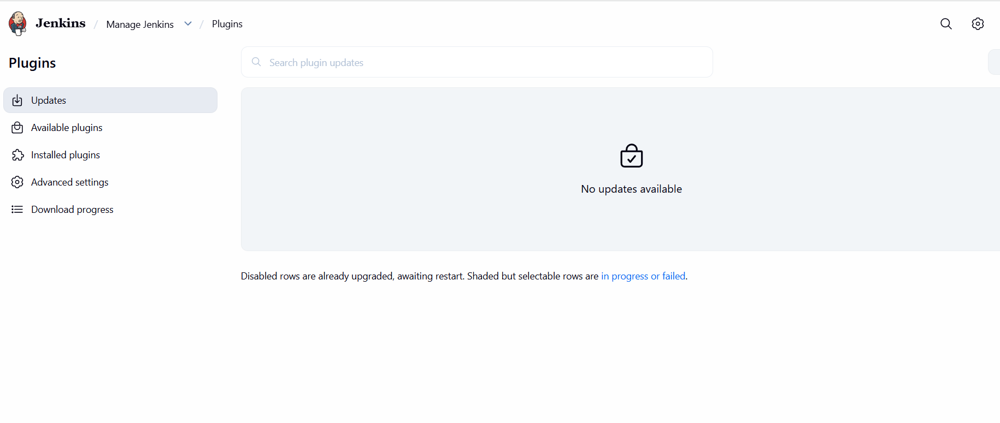 Jenkins / Manage Jenkins / Plugins
Plugins
Search plugin updates
Updates
Available plugins
Installed plugins
Advanced settings
Download progress
No updates available
Disabled rows are already upgraded, awaiting restart. Shaded but selectable rows are in progress or failed.